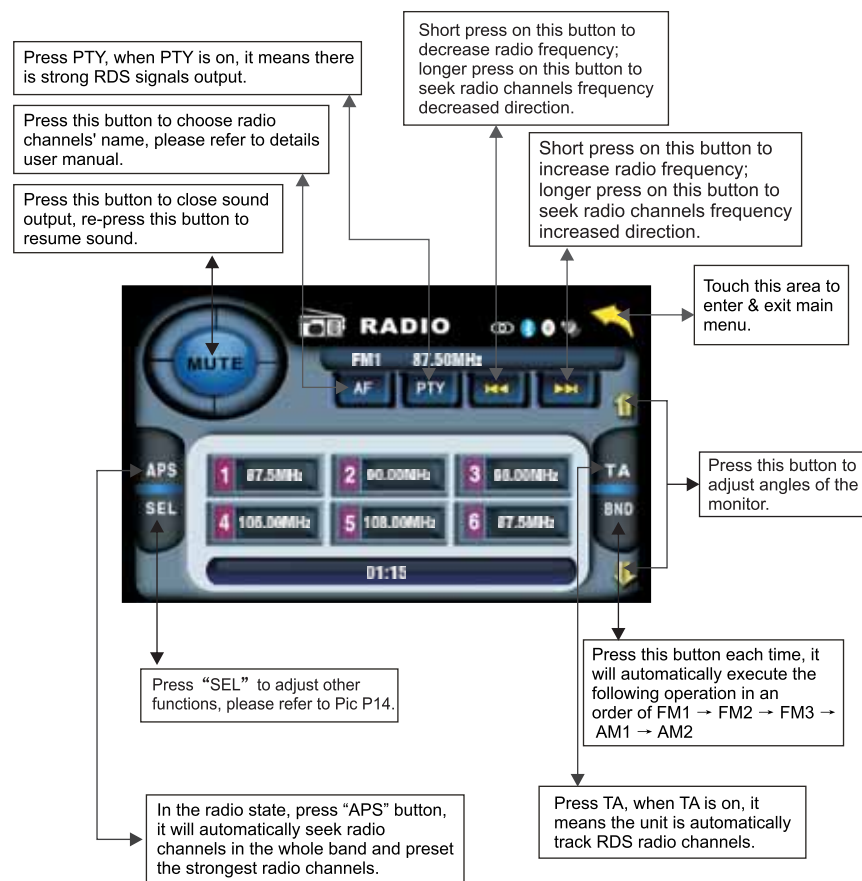 Press PTY, when PTY is on, it means there
is strong RDS signals output.
Press this button to choose radio
channels' name, please refer to details
user manual.
Press this button to close sound
output, re-press this button to
resume sound.
Short press on this button to
decrease radio frequency;
longer press on this button to
seek radio channels frequency
decreased direction.
Short press on this button to
increase radio frequency;
longer press on this button to
seek radio channels frequency
increased direction.
Touch this area to
enter & exit main
menu.
RADIO
MUTE
FM1 87.50MHz
AF PTY
APS
SEL
1 87.5MHz 2 90.00MHz 3 98.00MHz
4 106.00MHz 5 108.00MHz 6 87.5MHz
01:15
TA
BND
Press this button to
adjust angles of the
monitor.
Press “SEL” to adjust other
functions, please refer to Pic P14.
Press this button each time, it
will automatically execute the
following operation in an
order of FM1 → FM2 → FM3 →
AM1 → AM2
In the radio state, press “APS” button,
it will automatically seek radio
channels in the whole band and preset
the strongest radio channels.
Press TA, when TA is on, it
means the unit is automatically
track RDS radio channels.